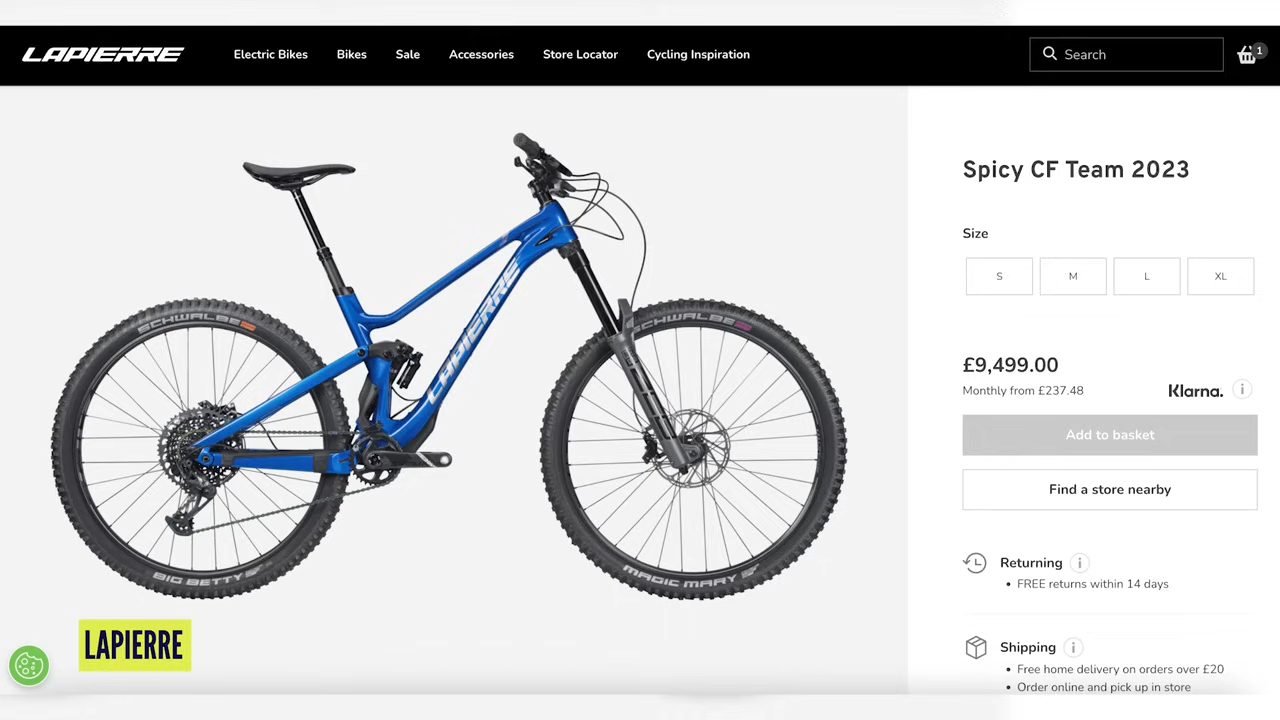 LAPIERRE
Electric Bikes
Bikes
Sale
Accessories
Store Locator
Cycling Inspiration
Search
1
Spicy CF Team 2023
Size
S
M
L
XL
£9,499.00
Monthly from £237.48
Klarna.
i
Add to basket
Find a store nearby
Returning i
• FREE returns within 14 days
Shipping i
• Free home delivery on orders over £20
• Order online and pick up in store
SCHWALBE
SCHWALBE
LAPIERRE
BIG BETTY
MAGIC MARY
LAPIERRE